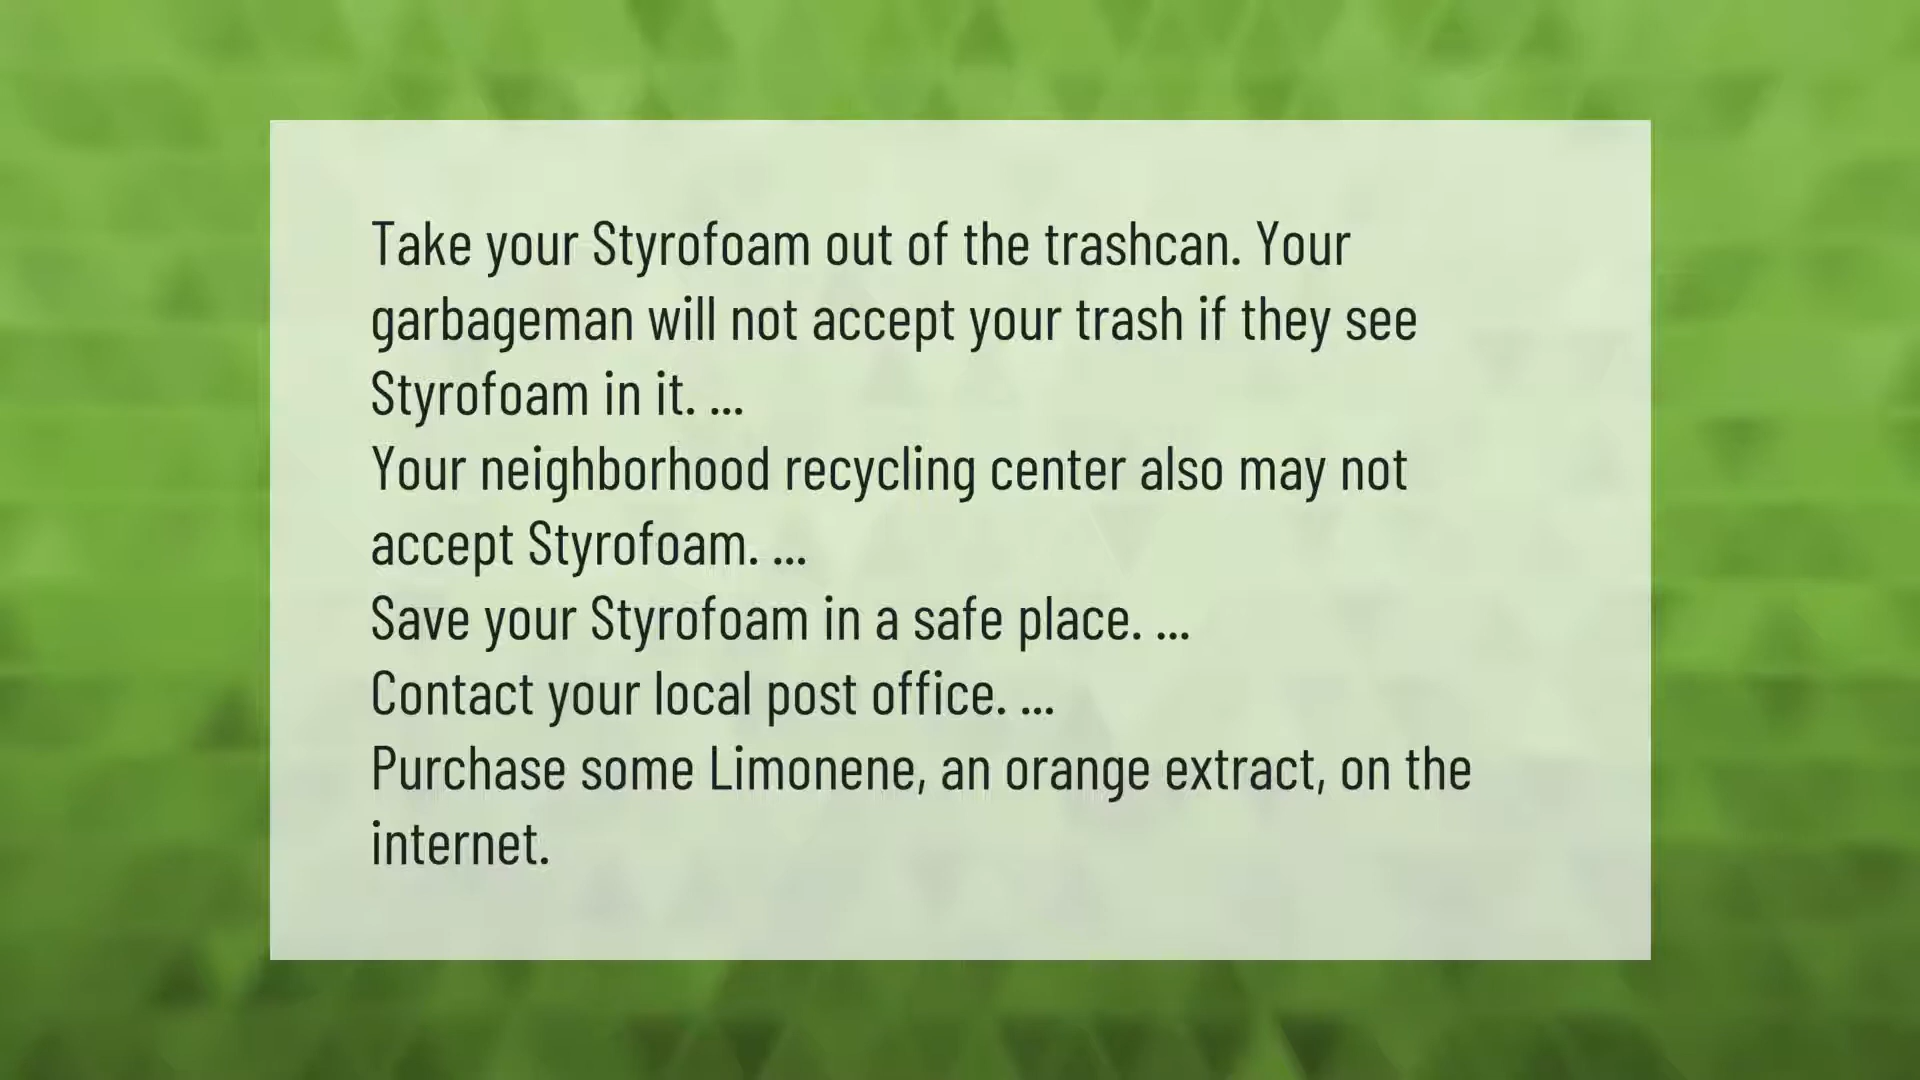 Take your Styrofoam out of the trashcan. Your
garbageman will not accept your trash if they see
Styrofoam in it. ...
Your neighborhood recycling center also may not
accept Styrofoam. ...
Save your Styrofoam in a safe place. ...
Contact your local post office. ...
Purchase some Limonene, an orange extract, on the
internet.